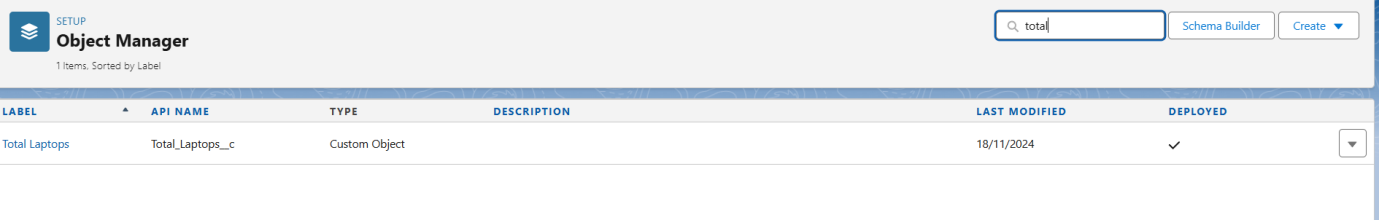 SETUP
Object Manager
1 Items, Sorted by Label
total
Schema Builder
Create
LABEL API NAME TYPE DESCRIPTION LAST MODIFIED DEPLOYED
Total Laptops Total_Laptops__c Custom Object 18/11/2024